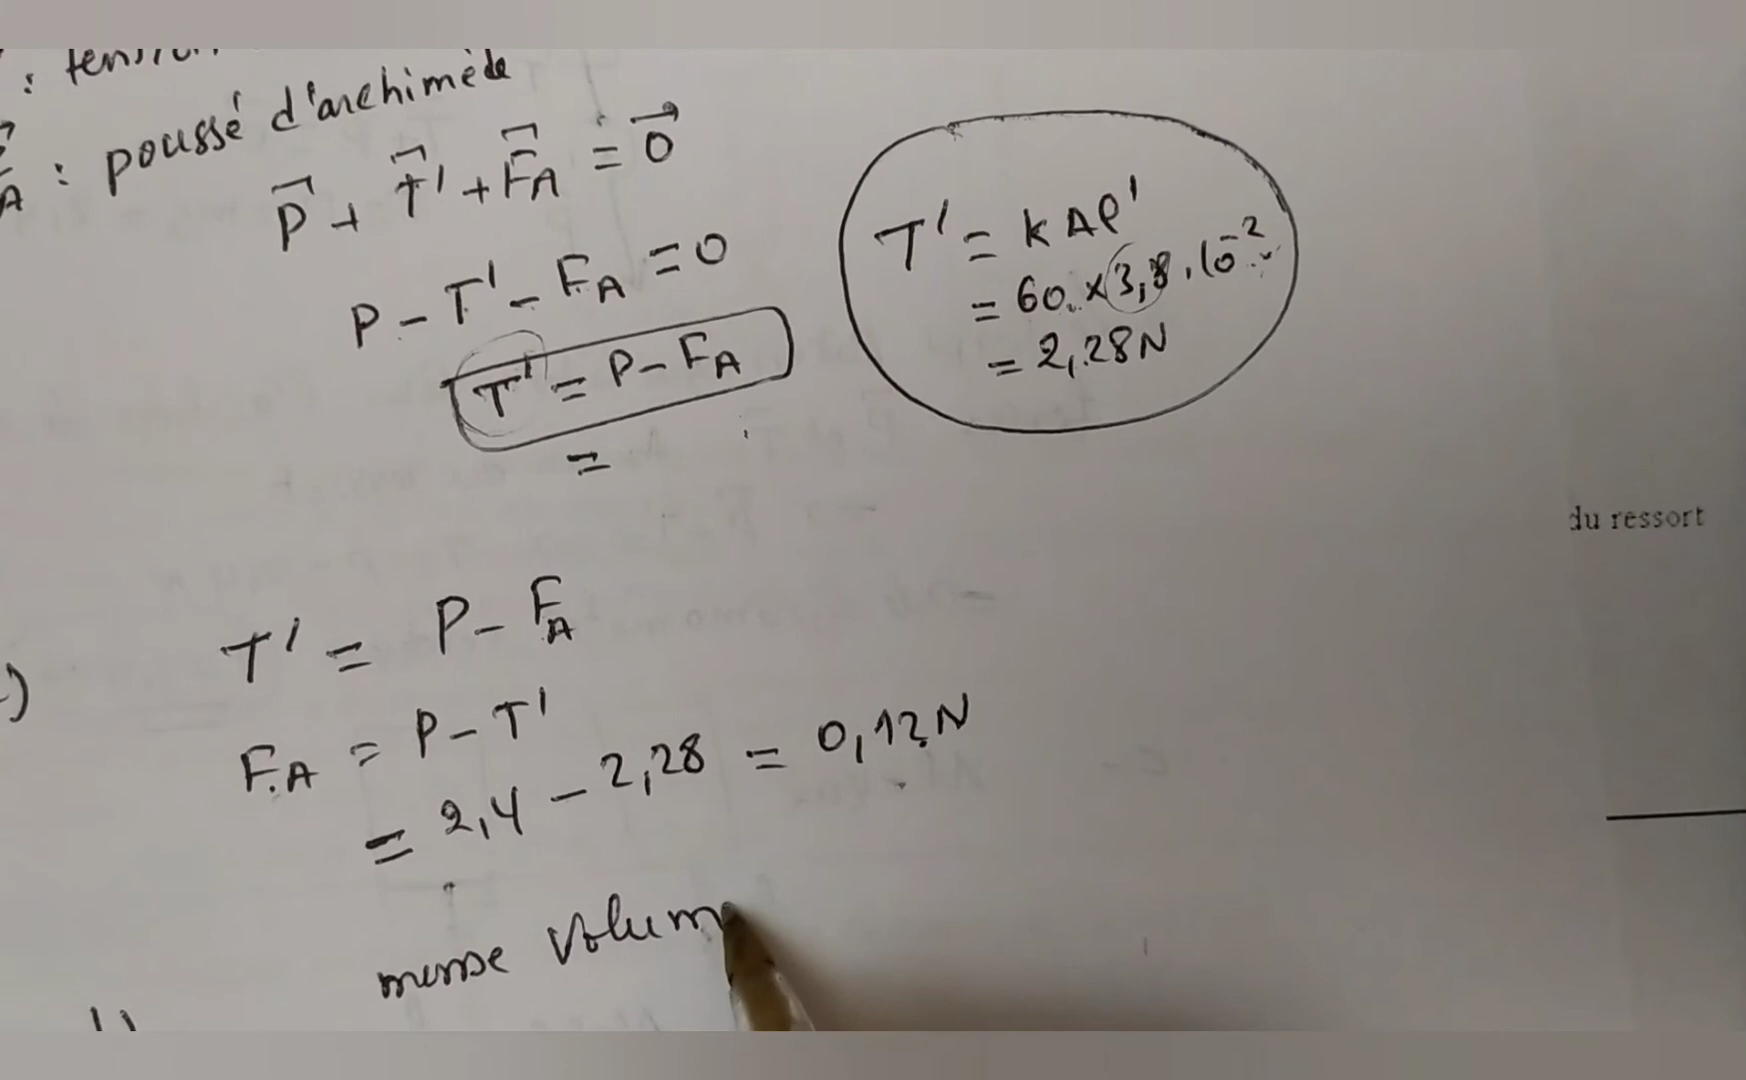 : tension
A : poussé d'archimède
P + T' + FA = 0
P - T' - FA = 0
T' = P - FA
=
T' = k Δl'
= 60 × 3,8 . 10^-2
= 2,28 N
du ressort
T' = P - FA
FA = P - T'
= 2,4 - 2,28 = 0,12 N
masse volum